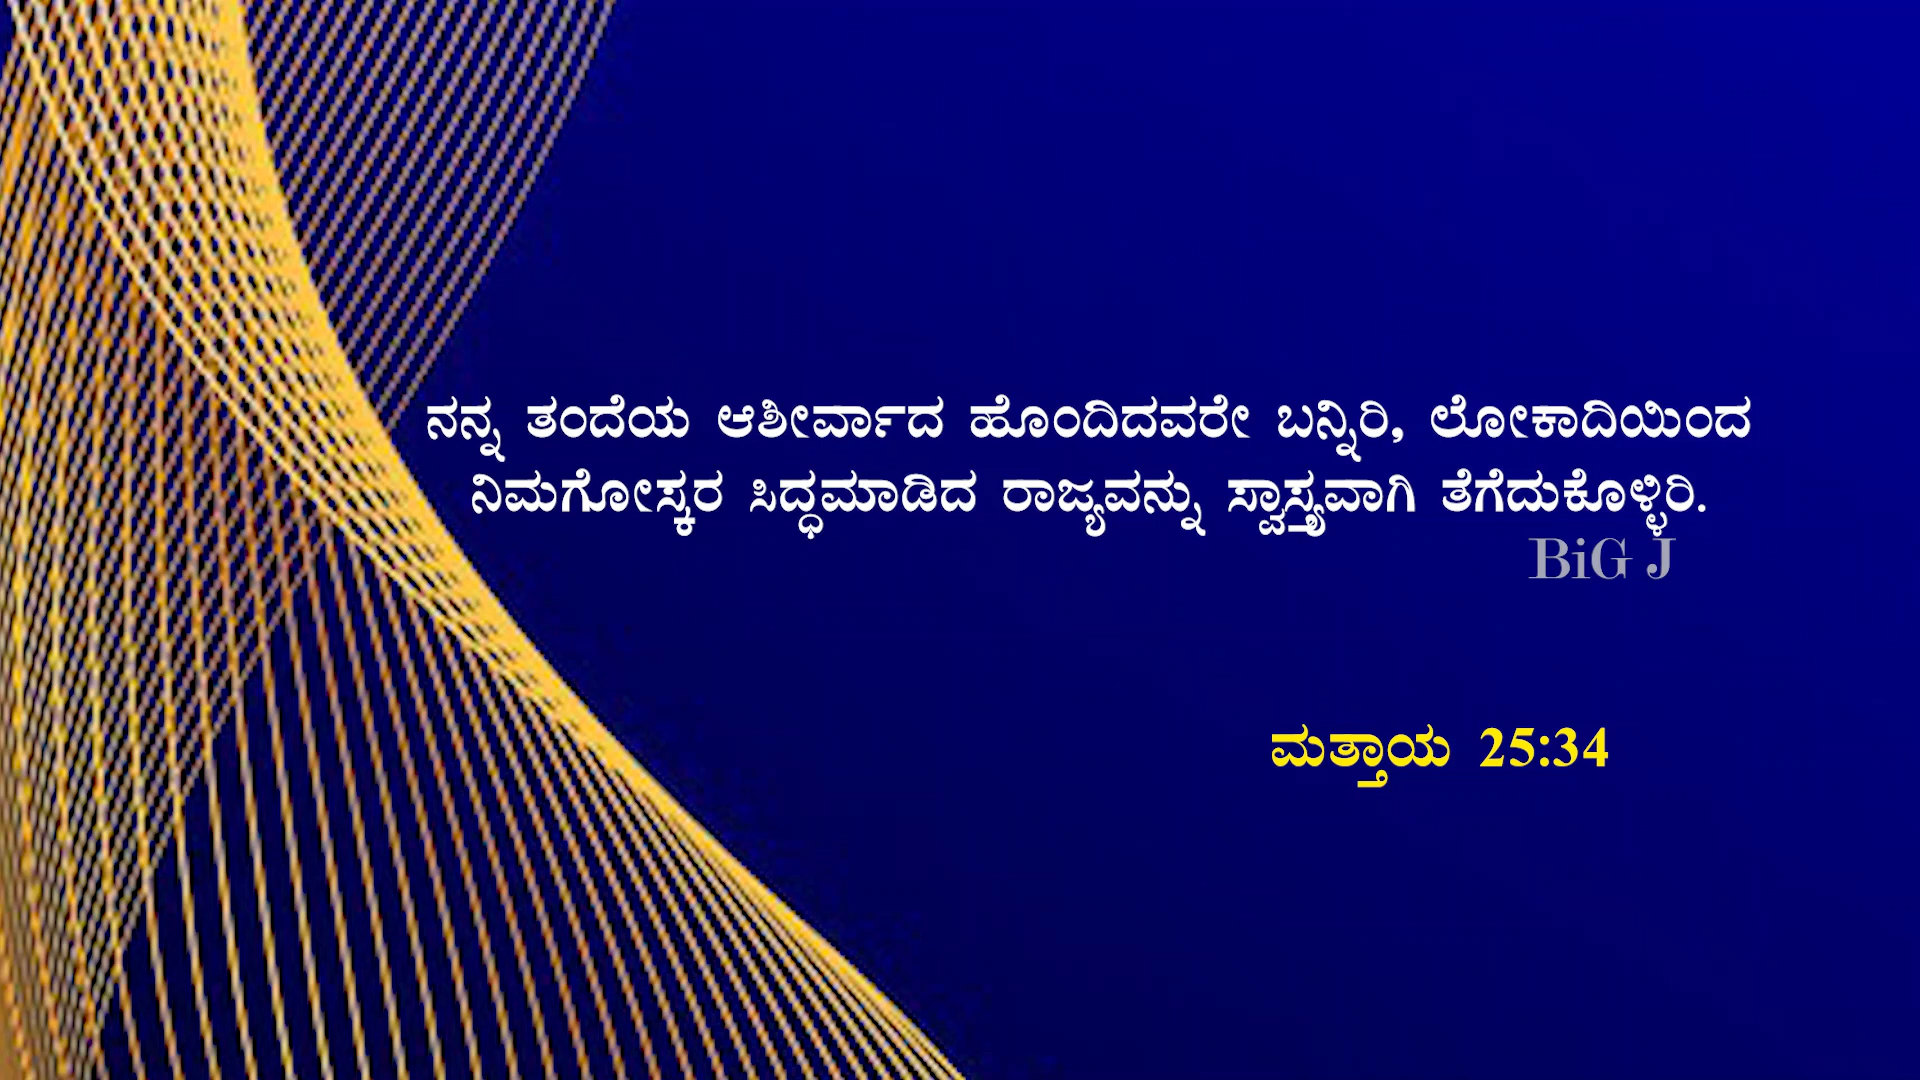 ನನ್ನ ತಂದೆಯ ಆಶೀರ್ವಾದ ಹೊಂದಿದವರೇ ಬನ್ನಿರಿ, ಲೋಕಾದಿಯಿಂದ
ನಿಮಗೋಸ್ಕರ ಸಿದ್ಧಮಾಡಿದ ರಾಜ್ಯವನ್ನು ಸ್ವಾಸ್ತ್ಯವಾಗಿ ತೆಗೆದುಕೊಳ್ಳಿರಿ.
BiG J
ಮತ್ತಾಯ 25:34